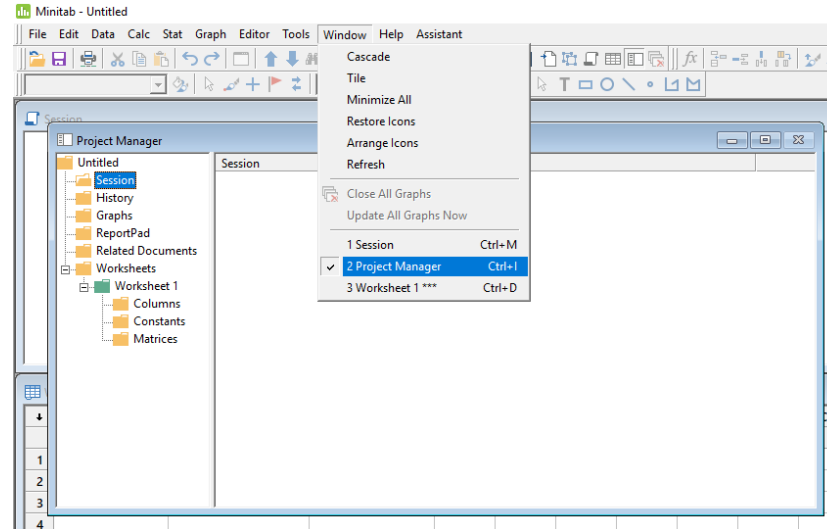 Minitab - Untitled
File Edit Data Calc Stat Graph Editor Tools Window Help Assistant
Cascade
Tile
Minimize All
Restore Icons
Arrange Icons
Refresh
Close All Graphs
Update All Graphs Now
1 Session Ctrl+M
2 Project Manager Ctrl+I
3 Worksheet 1 *** Ctrl+D
fx
T
Session
Project Manager
Untitled
Session
History
Graphs
ReportPad
Related Documents
Worksheets
Worksheet 1
Columns
Constants
Matrices
Session
1
2
3
4